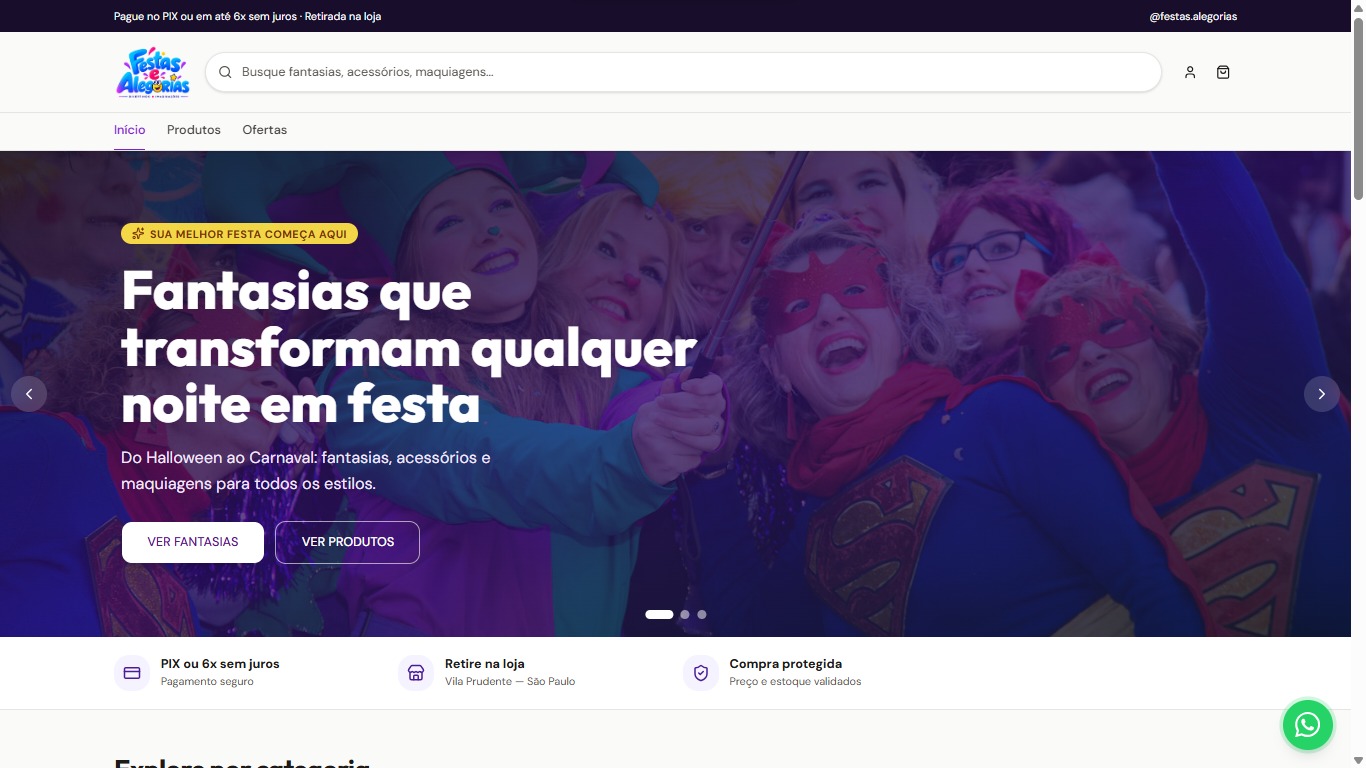 Pague no PIX ou em até 6x sem juros · Retirada na loja
@festas.alegorias
Festas
e
Alegorias
Busque fantasias, acessórios, maquiagens...
Início
Produtos
Ofertas
SUA MELHOR FESTA COMEÇA AQUI
Fantasias que
transformam qualquer
noite em festa
Do Halloween ao Carnaval: fantasias, acessórios e
maquiagens para todos os estilos.
VER FANTASIAS
VER PRODUTOS
PIX ou 6x sem juros
Pagamento seguro
Retire na loja
Vila Prudente — São Paulo
Compra protegida
Preço e estoque validados
Explore por categoria